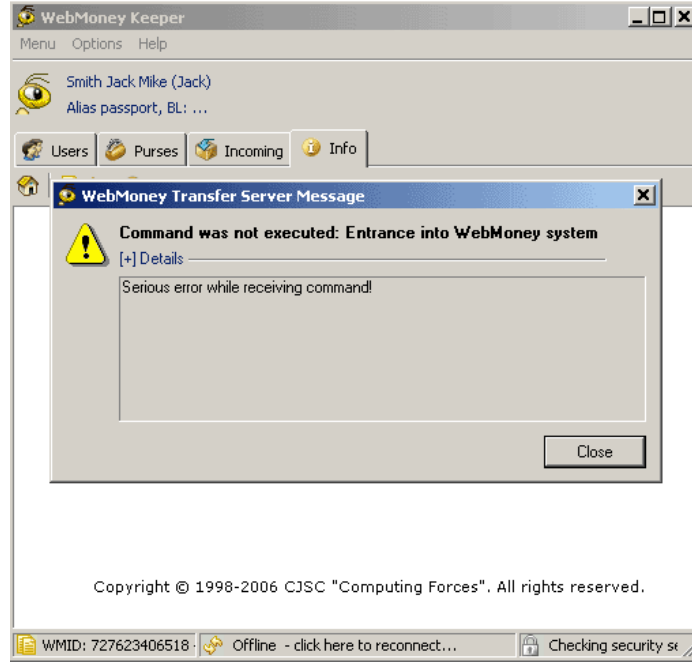 WebMoney Keeper
Menu Options Help
Smith Jack Mike (Jack)
Alias passport, BL: ...
Users Purses Incoming Info
WebMoney Transfer Server Message
Command was not executed: Entrance into WebMoney system
[+] Details
Serious error while receiving command!
Close
Copyright © 1998-2006 CJSC "Computing Forces". All rights reserved.
WMID: 727623406518 Offline - click here to reconnect... Checking security se